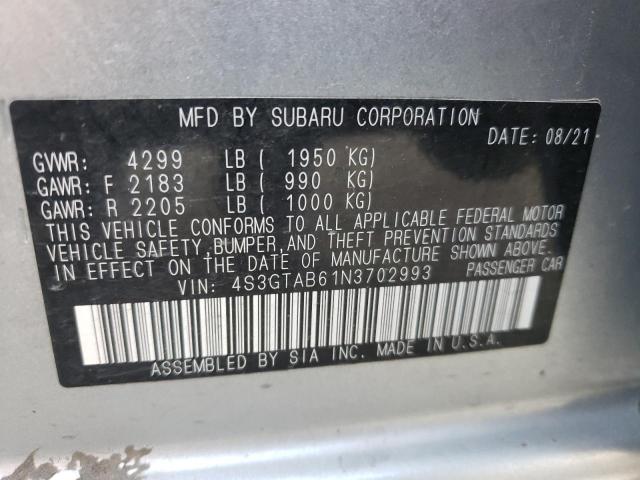 MFD BY SUBARU CORPORATION
DATE: 08/21
GVWR: 4299 LB ( 1950 KG)
GAWR: F 2183 LB ( 990 KG)
GAWR: R 2205 LB ( 1000 KG)
THIS VEHICLE CONFORMS TO ALL APPLICABLE FEDERAL MOTOR
VEHICLE SAFETY,BUMPER,AND THEFT PREVENTION STANDARDS
IN EFFECT ON THE DATE OF MANUFACTURE SHOWN ABOVE.
VIN: 4S3GTAB61N3702993 PASSENGER CAR
ASSEMBLED BY SIA INC. MADE IN U.S.A.